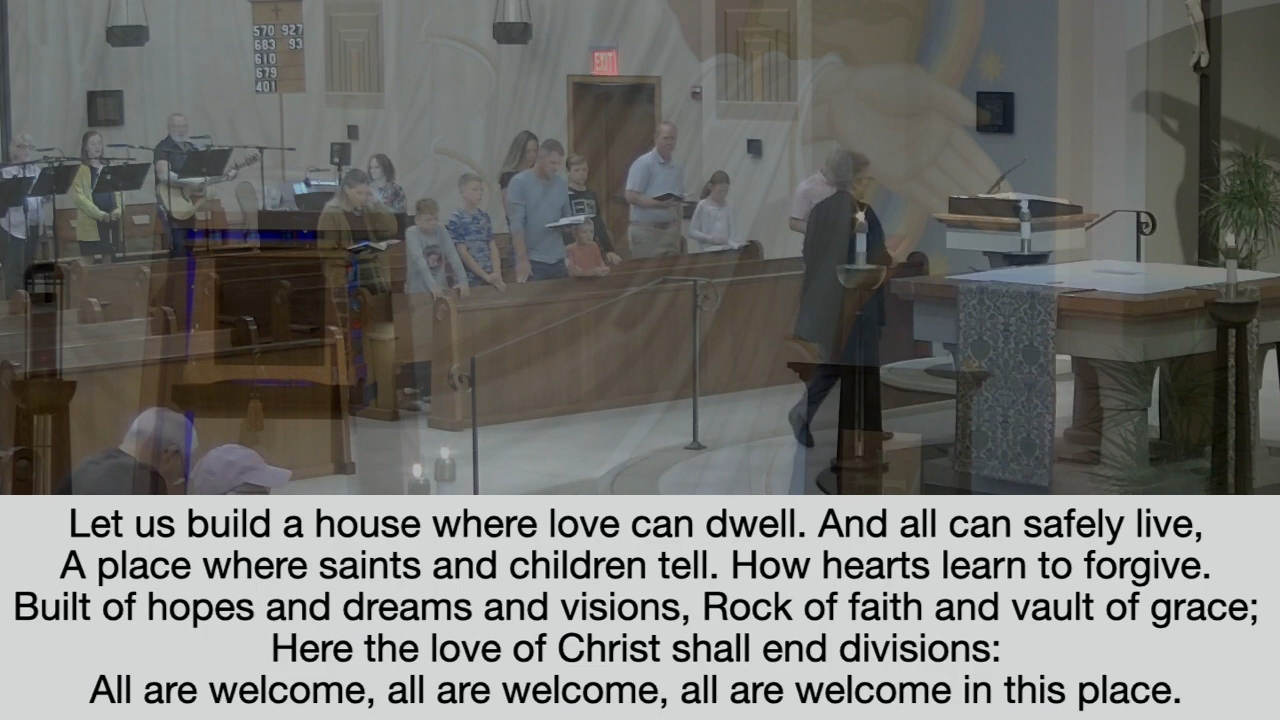 570 927
683 93
610
679
401
EXIT
Let us build a house where love can dwell. And all can safely live,
A place where saints and children tell. How hearts learn to forgive.
Built of hopes and dreams and visions, Rock of faith and vault of grace;
Here the love of Christ shall end divisions:
All are welcome, all are welcome, all are welcome in this place.